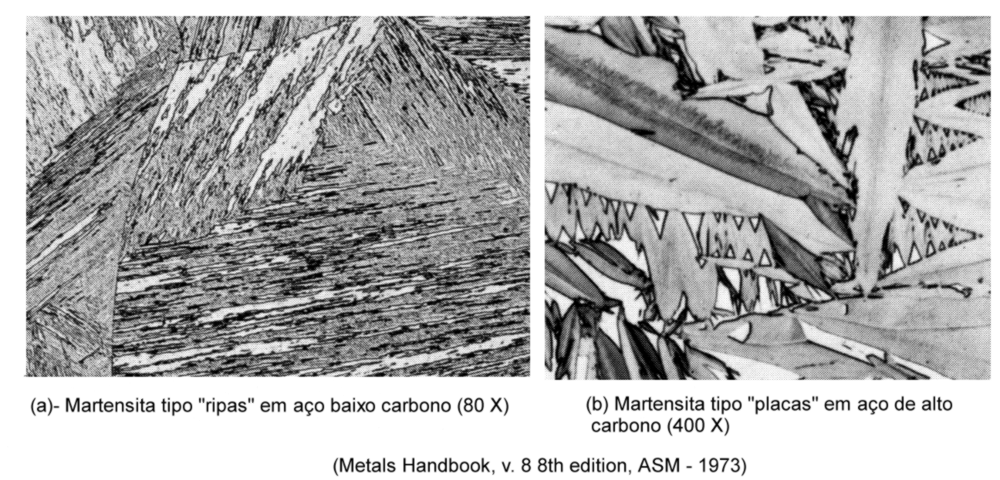 (a)- Martensita tipo "ripas" em aço baixo carbono (80 X)
(b) Martensita tipo "placas" em aço de alto
carbono (400 X)
(Metals Handbook, v. 8 8th edition, ASM - 1973)